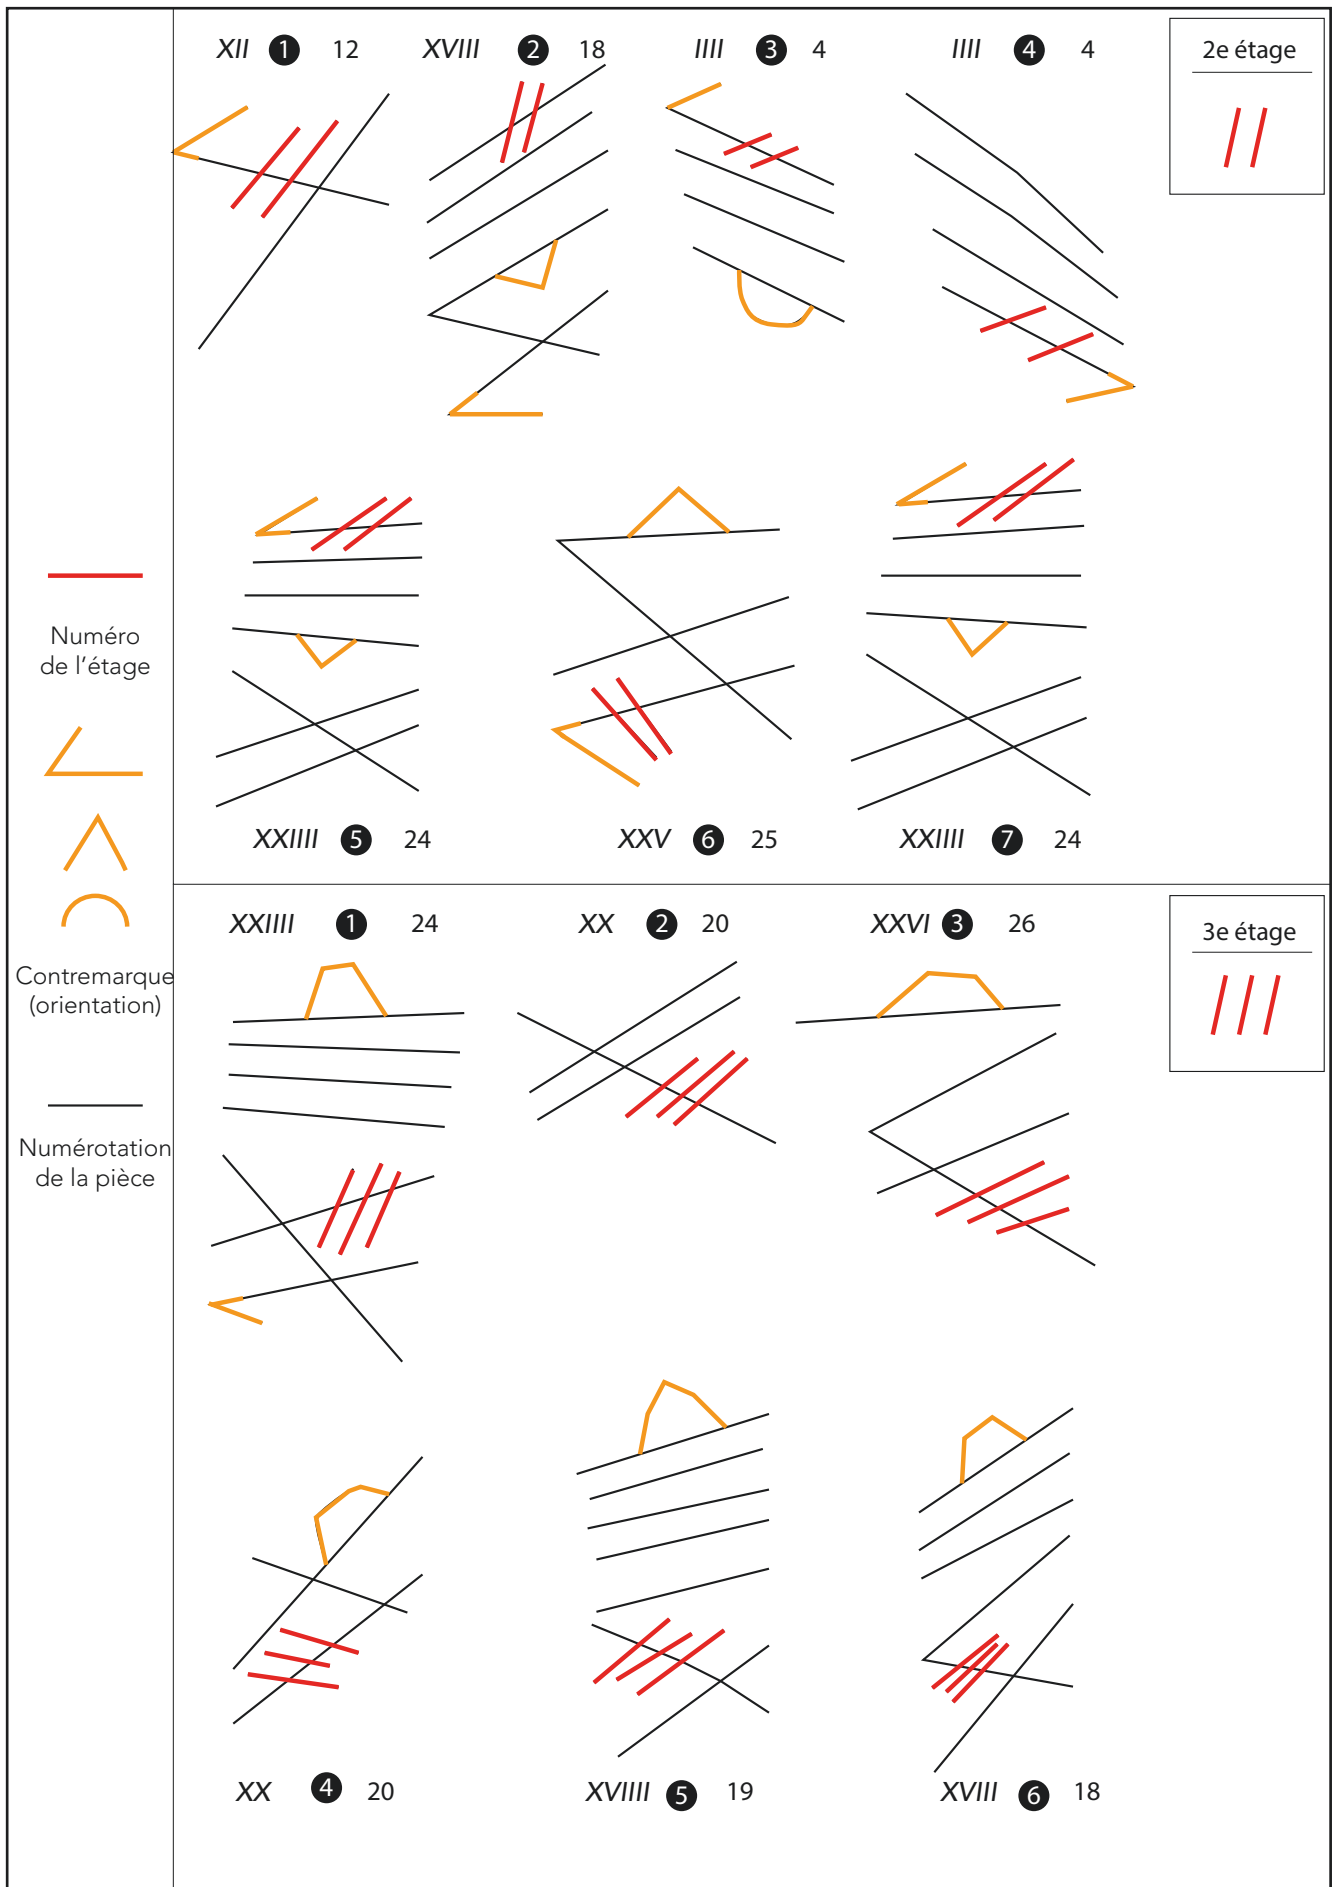 XII 1 12 XVIII 2 18 IIII 3 4 IIII 4 4
2e étage
Numéro
de l'étage
XXIIII 5 24 XXV 6 25 XXIIII 7 24
XXIIII 1 24 XX 2 20 XXVI 3 26
3e étage
Contremarque
(orientation)
Numérotation
de la pièce
XX 4 20 XVIIII 5 19 XVIII 6 18